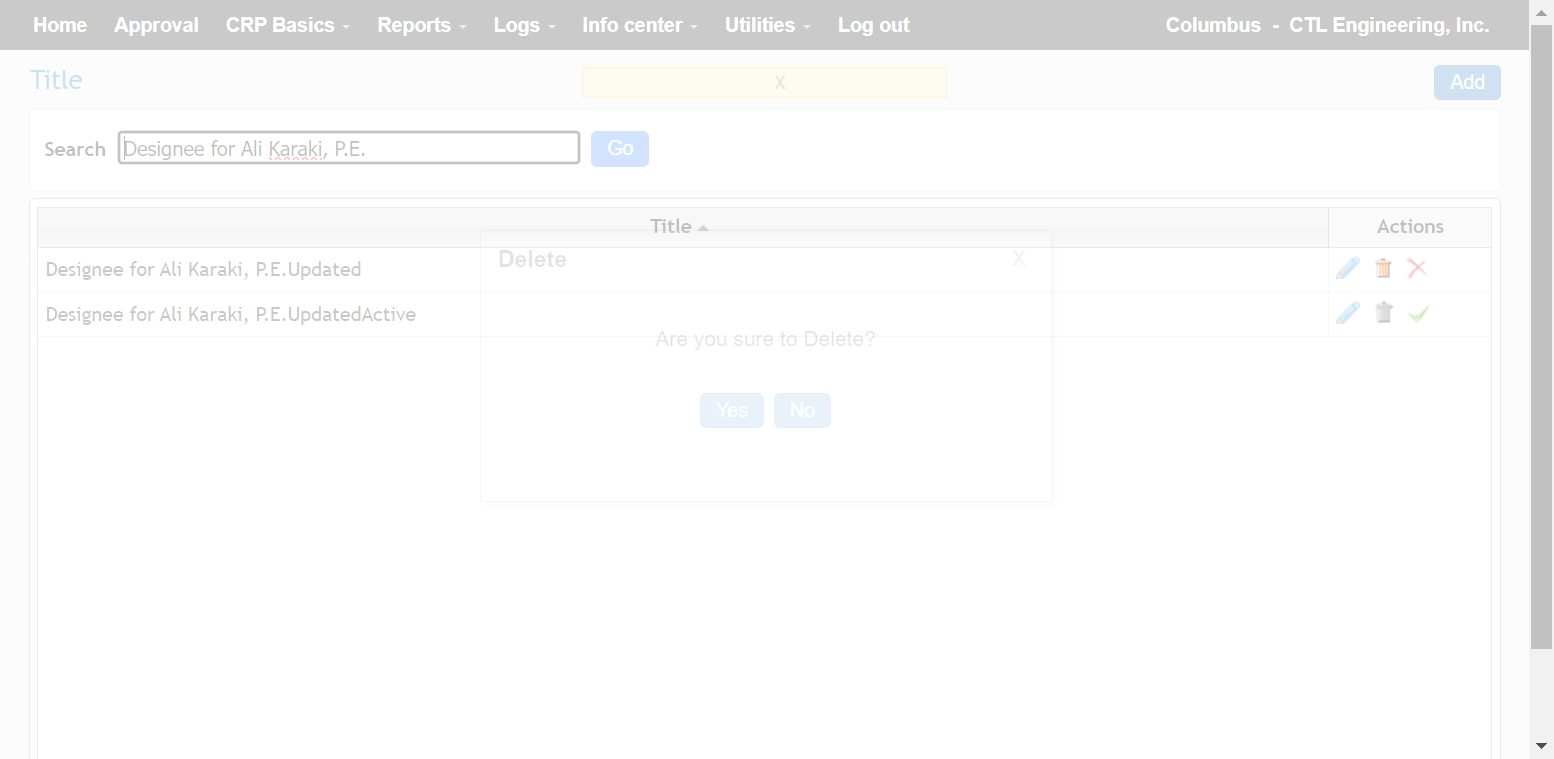 Home Approval CRP Basics Reports Logs Info center Utilities Log out Columbus - CTL Engineering, Inc.
Title X Add
Search Designee for Ali Karaki, P.E. Go
Title Actions
Delete X
Designee for Ali Karaki, P.E.Updated
Designee for Ali Karaki, P.E.UpdatedActive
Are you sure to Delete?
Yes No